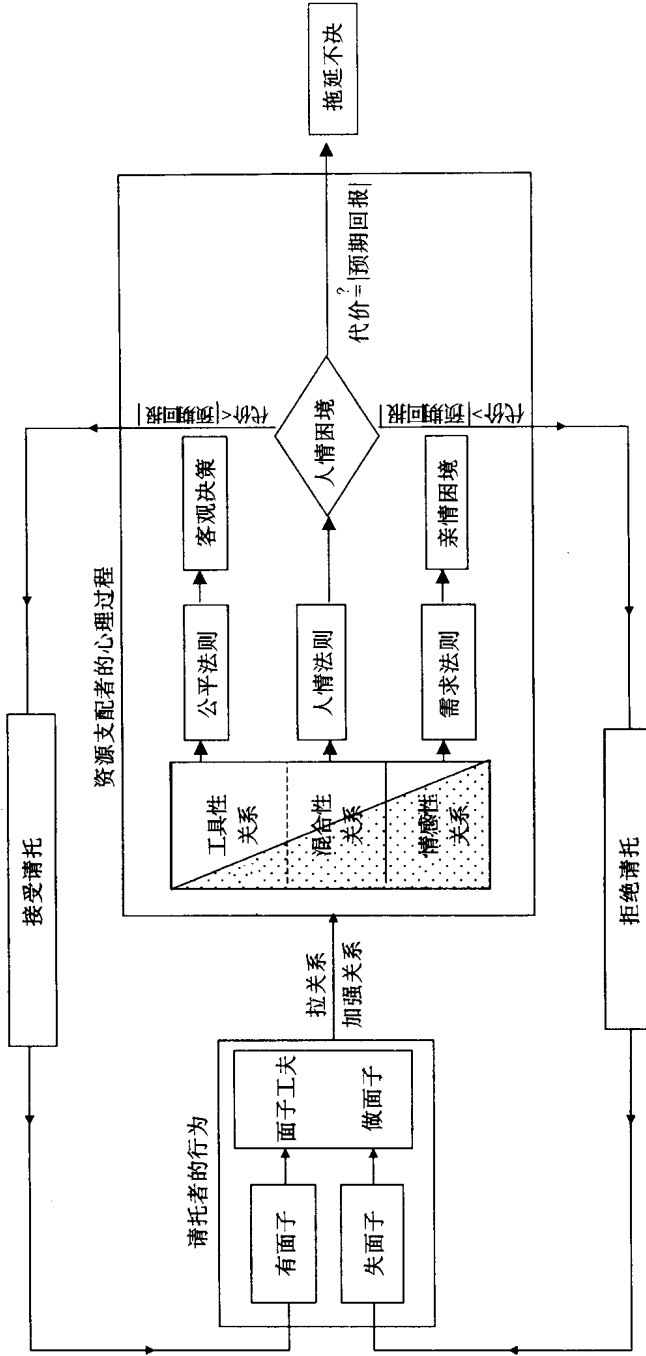 接受请托
请托者的行为
有面子
面子工夫
失面子
做面子
拉关系
加强关系
资源支配者的心理过程
工具性
关系
混合性
关系
情感性
关系
公平法则
客观决策
人情法则
人情困境
需求法则
亲情困境
代价<|预期回报|
代价?=|预期回报|
代价>|预期回报|
拖延不决
拒绝请托